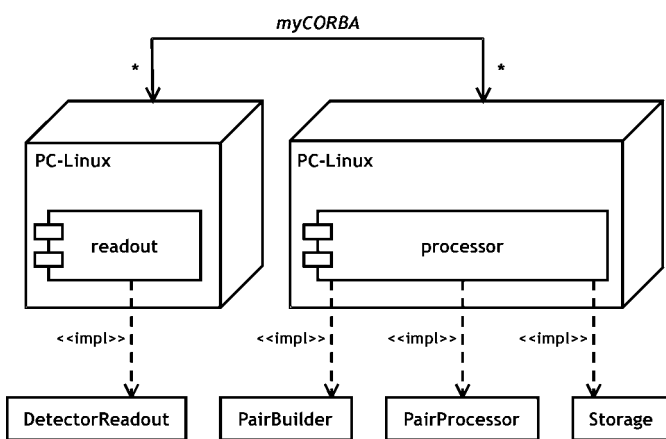 myCORBA
* *
PC-Linux PC-Linux
readout processor
<<impl>> <<impl>> <<impl>> <<impl>>
DetectorReadout PairBuilder PairProcessor Storage